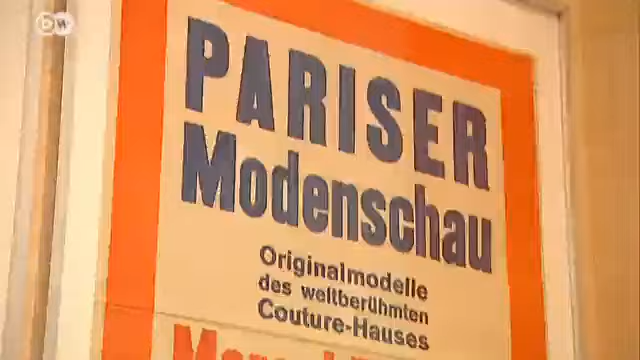 DW
PARISER
Modenschau
Originalmodelle
des weltberühmten
Couture-Hauses